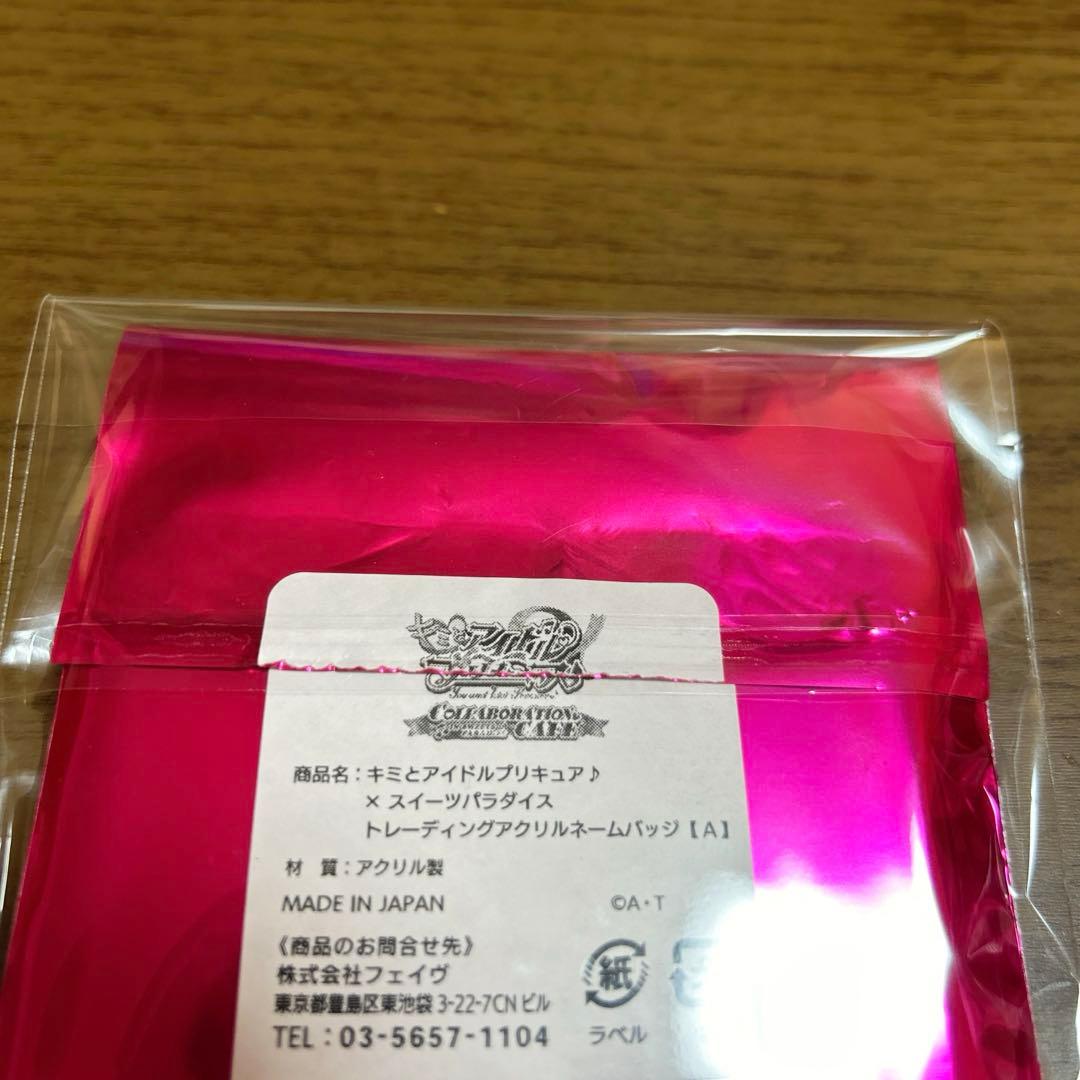 キミとアイドル
プリキュア♪
You and Idol Precure
COLLABORATION
CAFE
商品名：キミとアイドルプリキュア♪
× スイーツパラダイス
トレーディングアクリルネームバッジ【A】
材 質：アクリル製
MADE IN JAPAN ©A・T
《商品のお問合せ先》
株式会社フェイヴ
東京都豊島区東池袋 3-22-7CN ビル
TEL：03-5657-1104
紙
ラベル